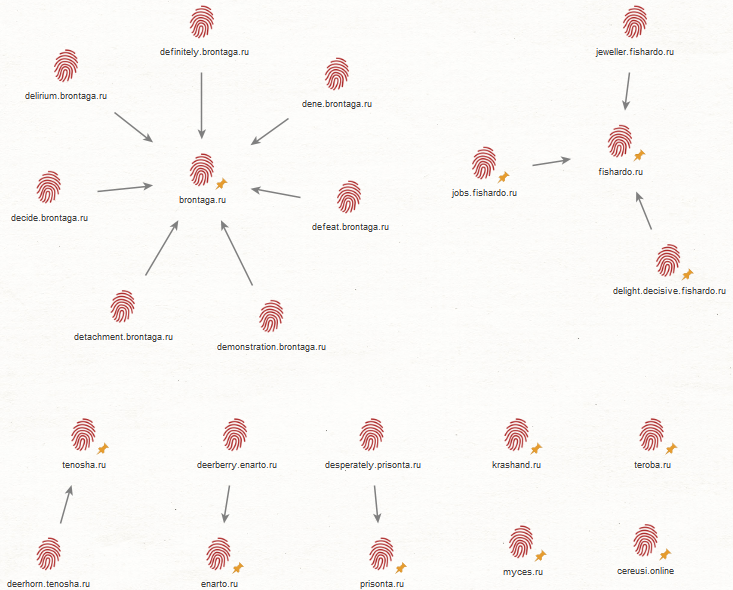 definitely.brontaga.ru
jeweller.fishardo.ru
delirium.brontaga.ru
dene.brontaga.ru
fishardo.ru
jobs.fishardo.ru
brontaga.ru
decide.brontaga.ru
defeat.brontaga.ru
delight.decisive.fishardo.ru
detachment.brontaga.ru
demonstration.brontaga.ru
tenosha.ru
deerberry.enarto.ru
desperately.prisonta.ru
krashand.ru
teroba.ru
deerhorn.tenosha.ru
enarto.ru
prisonta.ru
myces.ru
cereusi.online